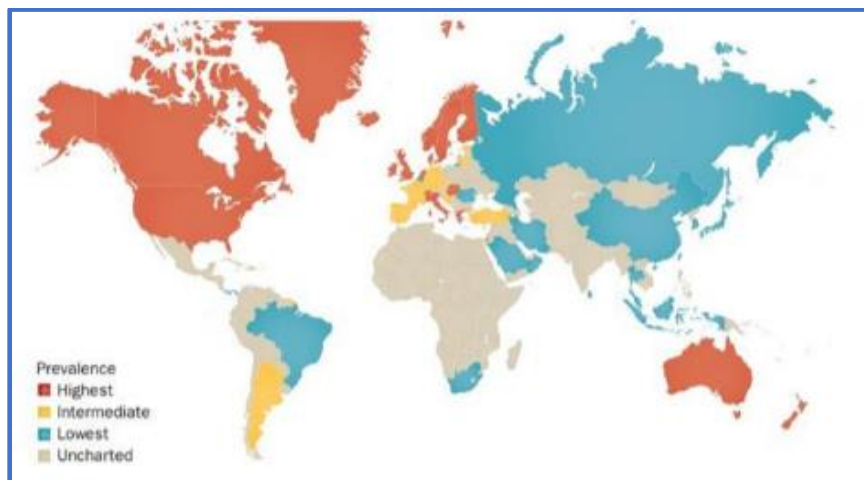 Prevalence
Highest
Intermediate
Lowest
Uncharted